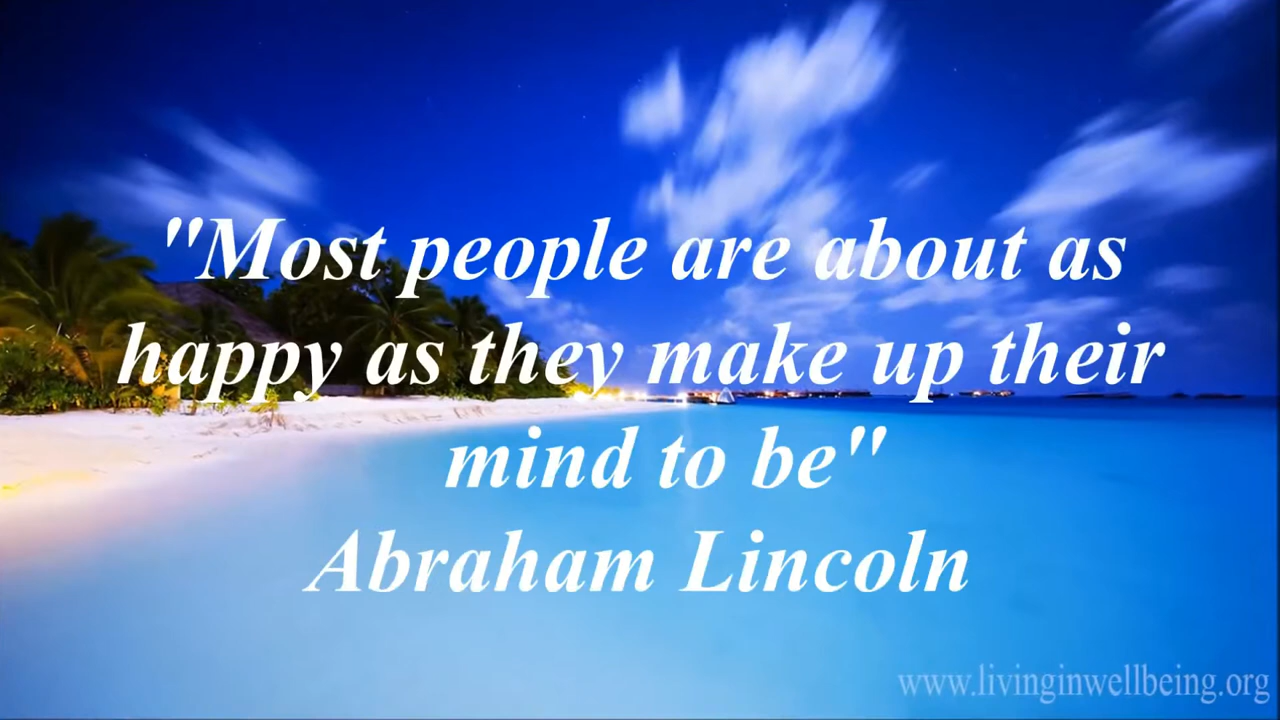 "Most people are about as
happy as they make up their
mind to be"
Abraham Lincoln
www.livinginwellbeing.org